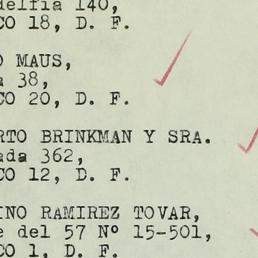 delfia 140,
CO 18, D. F.
O MAUS,
a 38,
CO 20, D. F.
RTO BRINKMAN Y SRA.
ada 362,
CO 12, D. F.
INO RAMIREZ TOVAR,
e del 57 Nº 15-501,
CO 1, D. F.